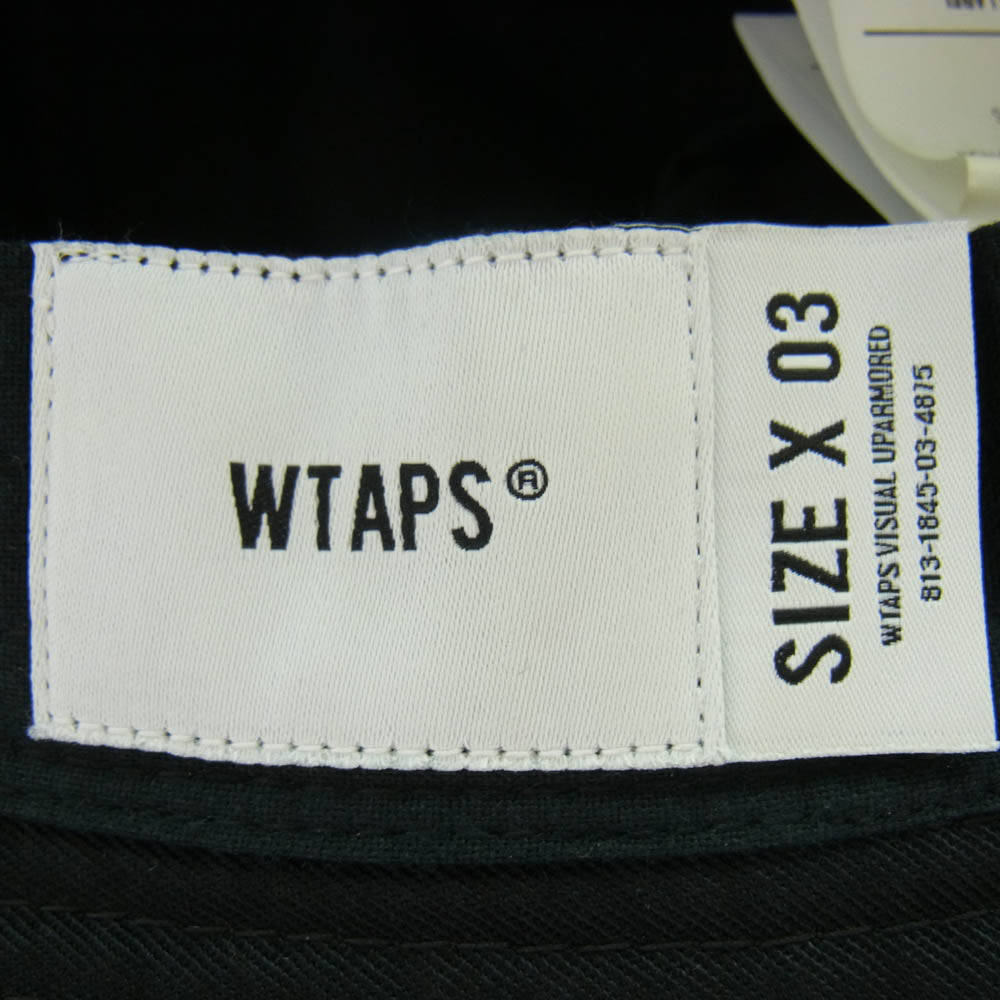 WTAPS®
SIZE X 03
WTAPS VISUAL UPARMORED
813-1845-03-4875